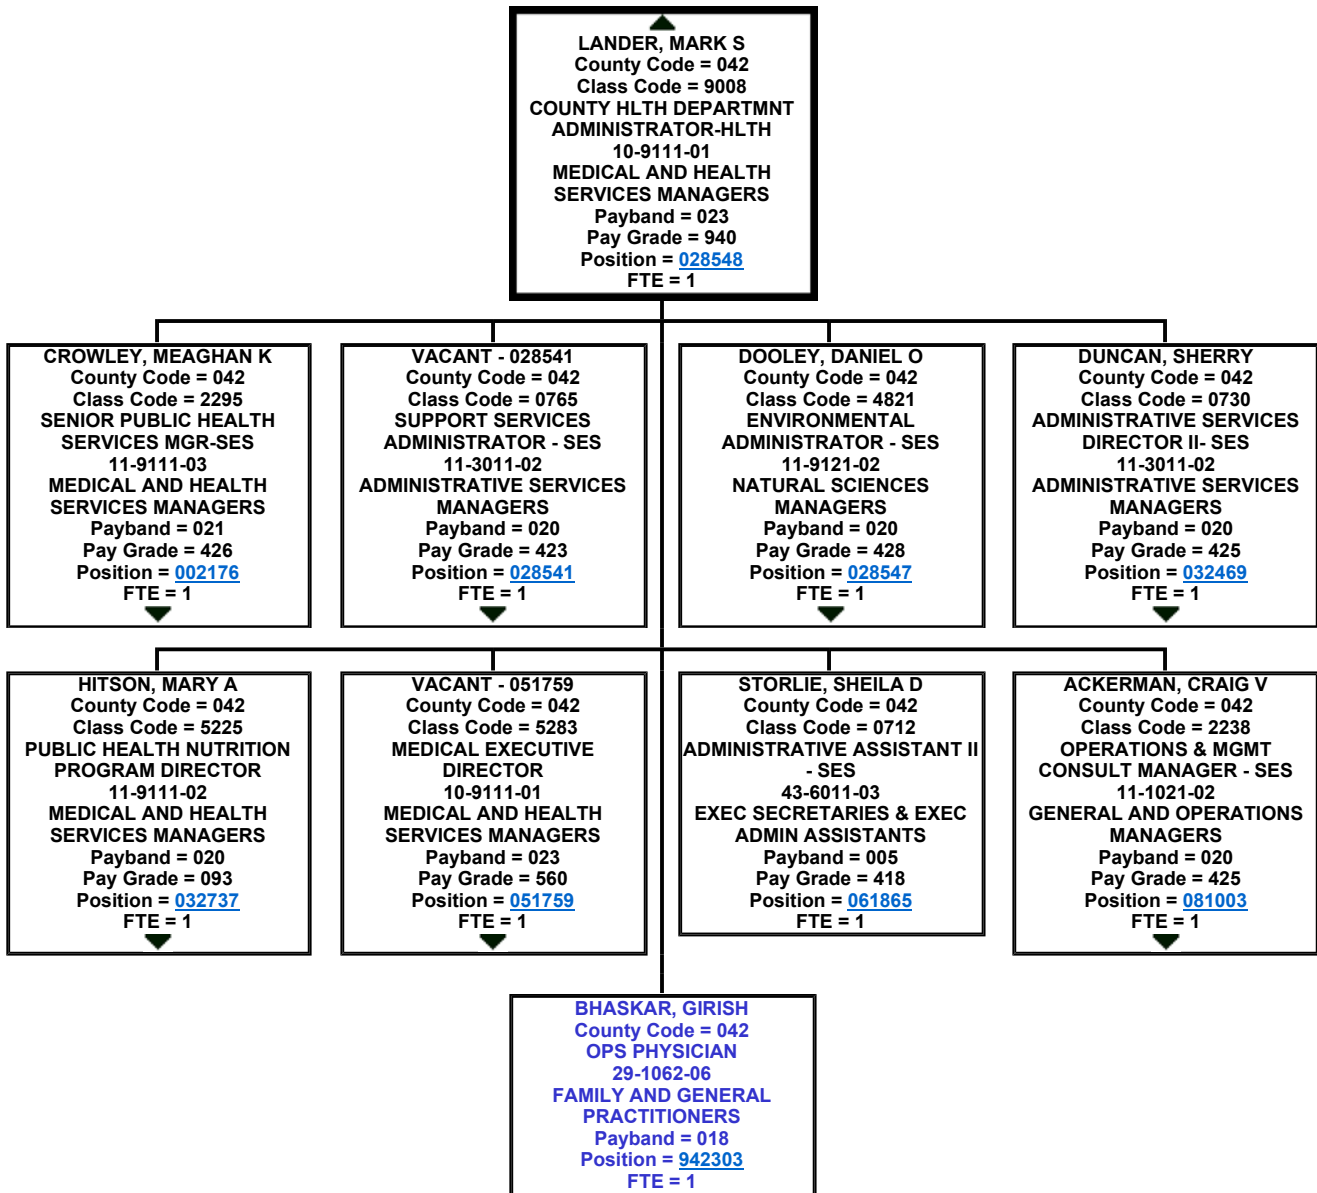 LANDER, MARK S
County Code = 042
Class Code = 9008
COUNTY HLTH DEPARTMNT
ADMINISTRATOR-HLTH
10-9111-01
MEDICAL AND HEALTH
SERVICES MANAGERS
Payband = 023
Pay Grade = 940
Position = 028548
FTE = 1
CROWLEY, MEAGHAN K
County Code = 042
Class Code = 2295
SENIOR PUBLIC HEALTH
SERVICES MGR-SES
11-9111-03
MEDICAL AND HEALTH
SERVICES MANAGERS
Payband = 021
Pay Grade = 426
Position = 002176
FTE = 1
VACANT - 028541
County Code = 042
Class Code = 0765
SUPPORT SERVICES
ADMINISTRATOR - SES
11-3011-02
ADMINISTRATIVE SERVICES
MANAGERS
Payband = 020
Pay Grade = 423
Position = 028541
FTE = 1
DOOLEY, DANIEL O
County Code = 042
Class Code = 4821
ENVIRONMENTAL
ADMINISTRATOR - SES
11-9121-02
NATURAL SCIENCES
MANAGERS
Payband = 020
Pay Grade = 428
Position = 028547
FTE = 1
DUNCAN, SHERRY
County Code = 042
Class Code = 0730
ADMINISTRATIVE SERVICES
DIRECTOR II- SES
11-3011-02
ADMINISTRATIVE SERVICES
MANAGERS
Payband = 020
Pay Grade = 425
Position = 032469
FTE = 1
HITSON, MARY A
County Code = 042
Class Code = 5225
PUBLIC HEALTH NUTRITION
PROGRAM DIRECTOR
11-9111-02
MEDICAL AND HEALTH
SERVICES MANAGERS
Payband = 020
Pay Grade = 093
Position = 032737
FTE = 1
VACANT - 051759
County Code = 042
Class Code = 5283
MEDICAL EXECUTIVE
DIRECTOR
10-9111-01
MEDICAL AND HEALTH
SERVICES MANAGERS
Payband = 023
Pay Grade = 560
Position = 051759
FTE = 1
STORLIE, SHEILA D
County Code = 042
Class Code = 0712
ADMINISTRATIVE ASSISTANT II
- SES
43-6011-03
EXEC SECRETARIES & EXEC
ADMIN ASSISTANTS
Payband = 005
Pay Grade = 418
Position = 061865
FTE = 1
ACKERMAN, CRAIG V
County Code = 042
Class Code = 2238
OPERATIONS & MGMT
CONSULT MANAGER - SES
11-1021-02
GENERAL AND OPERATIONS
MANAGERS
Payband = 020
Pay Grade = 425
Position = 081003
FTE = 1
BHASKAR, GIRISH
County Code = 042
OPS PHYSICIAN
29-1062-06
FAMILY AND GENERAL
PRACTITIONERS
Payband = 018
Position = 942303
FTE = 1